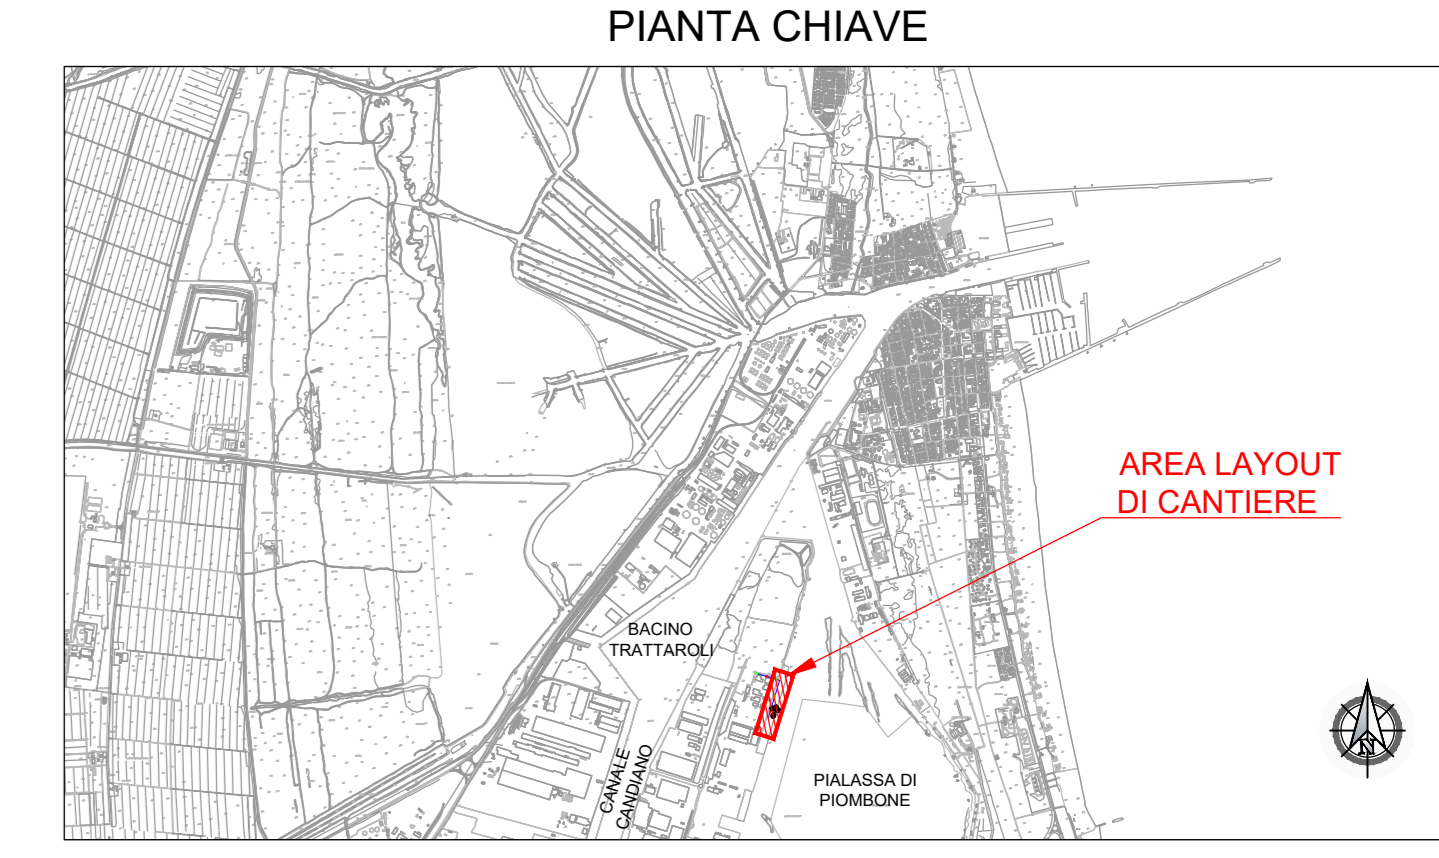 PIANTA CHIAVE
AREA LAYOUT
DI CANTIERE
BACINO
TRATTAROLI
CANALE
CANDIANO
PIALASSA DI
PIOMBONE
N